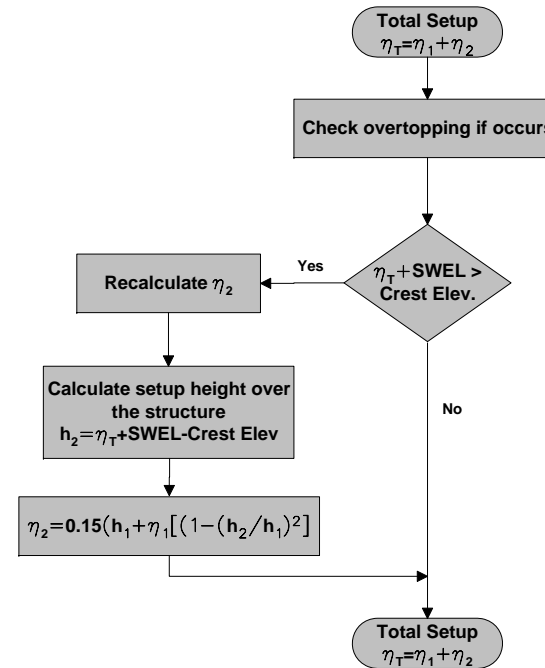 Total Setup
η_T=η_1+η_2
Check overtopping if occurs
η_T+SWEL >
Crest Elev.
Yes
Recalculate η_2
Calculate setup height over
the structure
h_2=η_T+SWEL-Crest Elev
No
η_2=0.15(h_1+η_1[(1-(h_2/h_1)^2]
Total Setup
η_T=η_1+η_2